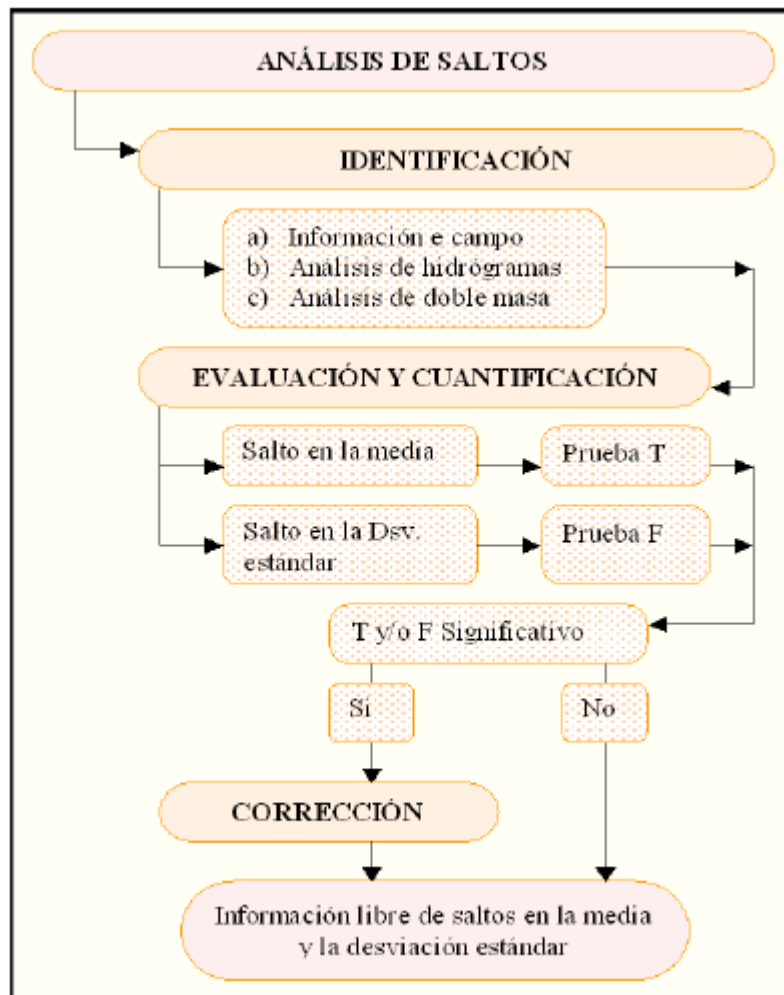 ANÁLISIS DE SALTOS
IDENTIFICACIÓN
a) Información e campo
b) Análisis de hidrógramas
c) Análisis de doble masa
EVALUACIÓN Y CUANTIFICACIÓN
Salto en la media
Prueba T
Salto en la Dsv.
estándar
Prueba F
T y/o F Significativo
Si
No
CORRECCIÓN
Información libre de saltos en la media
y la desviación estándar